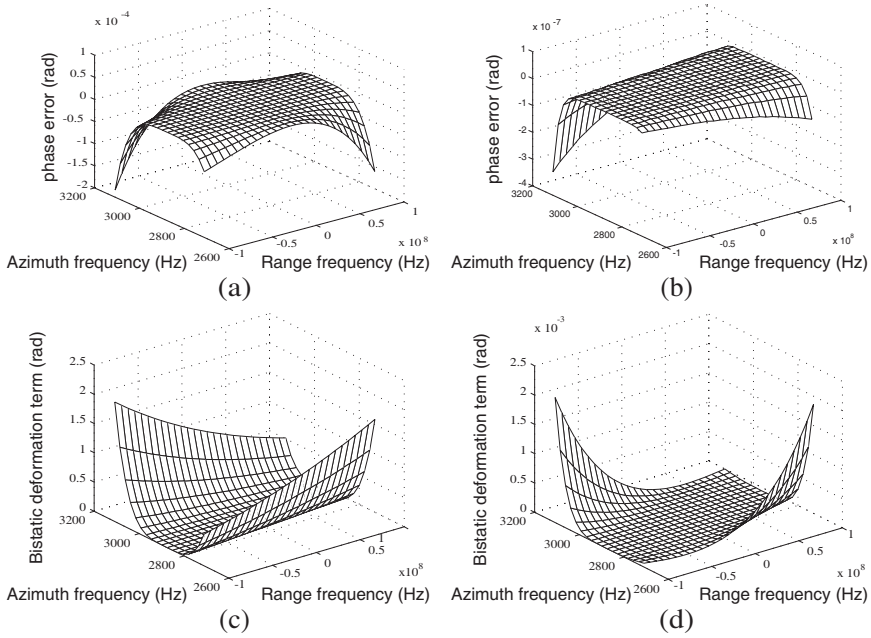 x 10-4
1
0.5
0
-0.5
-1
-1.5
-2
phase error (rad)
3200
3000
2800
2600
-1
-0.5
0
0.5
1
x 10 8
Azimuth frequency (Hz)
Range frequency (Hz)
(a)
x 10-7
1
0
-1
-2
-3
-4
phase error (rad)
3200
3000
2800
2600
-1
-0.5
0
0.5
1
x 10 8
Azimuth frequency (Hz)
Range frequency (Hz)
(b)
2.5
2
1.5
1
0.5
0
Bistatic deformation term (rad)
3200
3000
2800
2600
-1
-0.5
0
0.5
1
x10 8
Azimuth frequency (Hz)
Range frequency (Hz)
(c)
x 10-3
2.5
2
1.5
1
0.5
0
Bistatic deformation term (rad)
3200
3000
2800
2600
-1
-0.5
0
0.5
1
x 10 8
Azimuth frequency (Hz)
Range frequency (Hz)
(d)